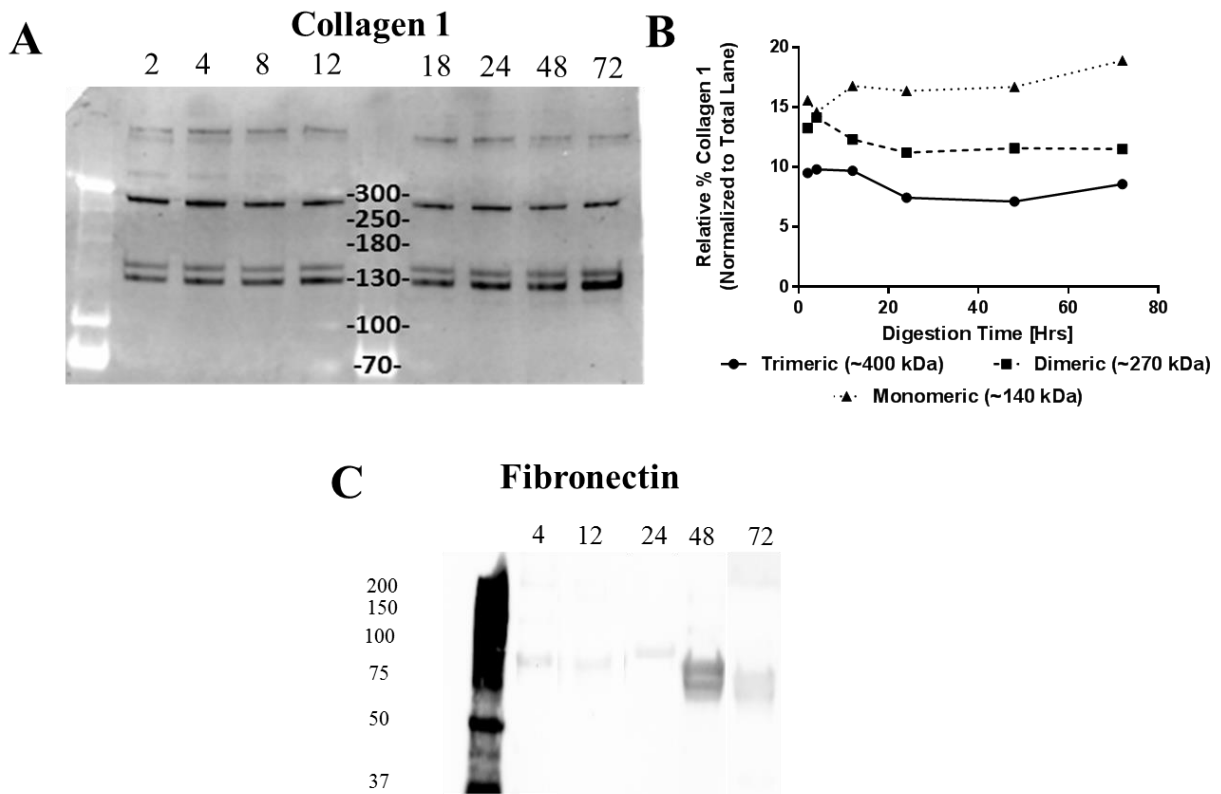 A
Collagen 1
2 4 8 12 18 24 48 72
-300-
-250-
-180-
-130-
-100-
-70-
B
Relative % Collagen 1
(Normalized to Total Lane)
20
15
10
5
0
0 20 40 60 80
Digestion Time [Hrs]
Trimeric (~400 kDa) Dimeric (~270 kDa)
Monomeric (~140 kDa)
C
Fibronectin
4 12 24 48 72
200
150
100
75
50
37